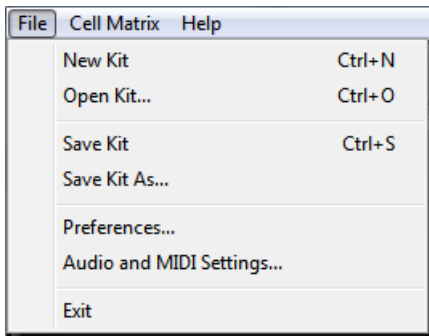 File Cell Matrix Help
New Kit Ctrl+N
Open Kit... Ctrl+O
Save Kit Ctrl+S
Save Kit As...
Preferences...
Audio and MIDI Settings...
Exit